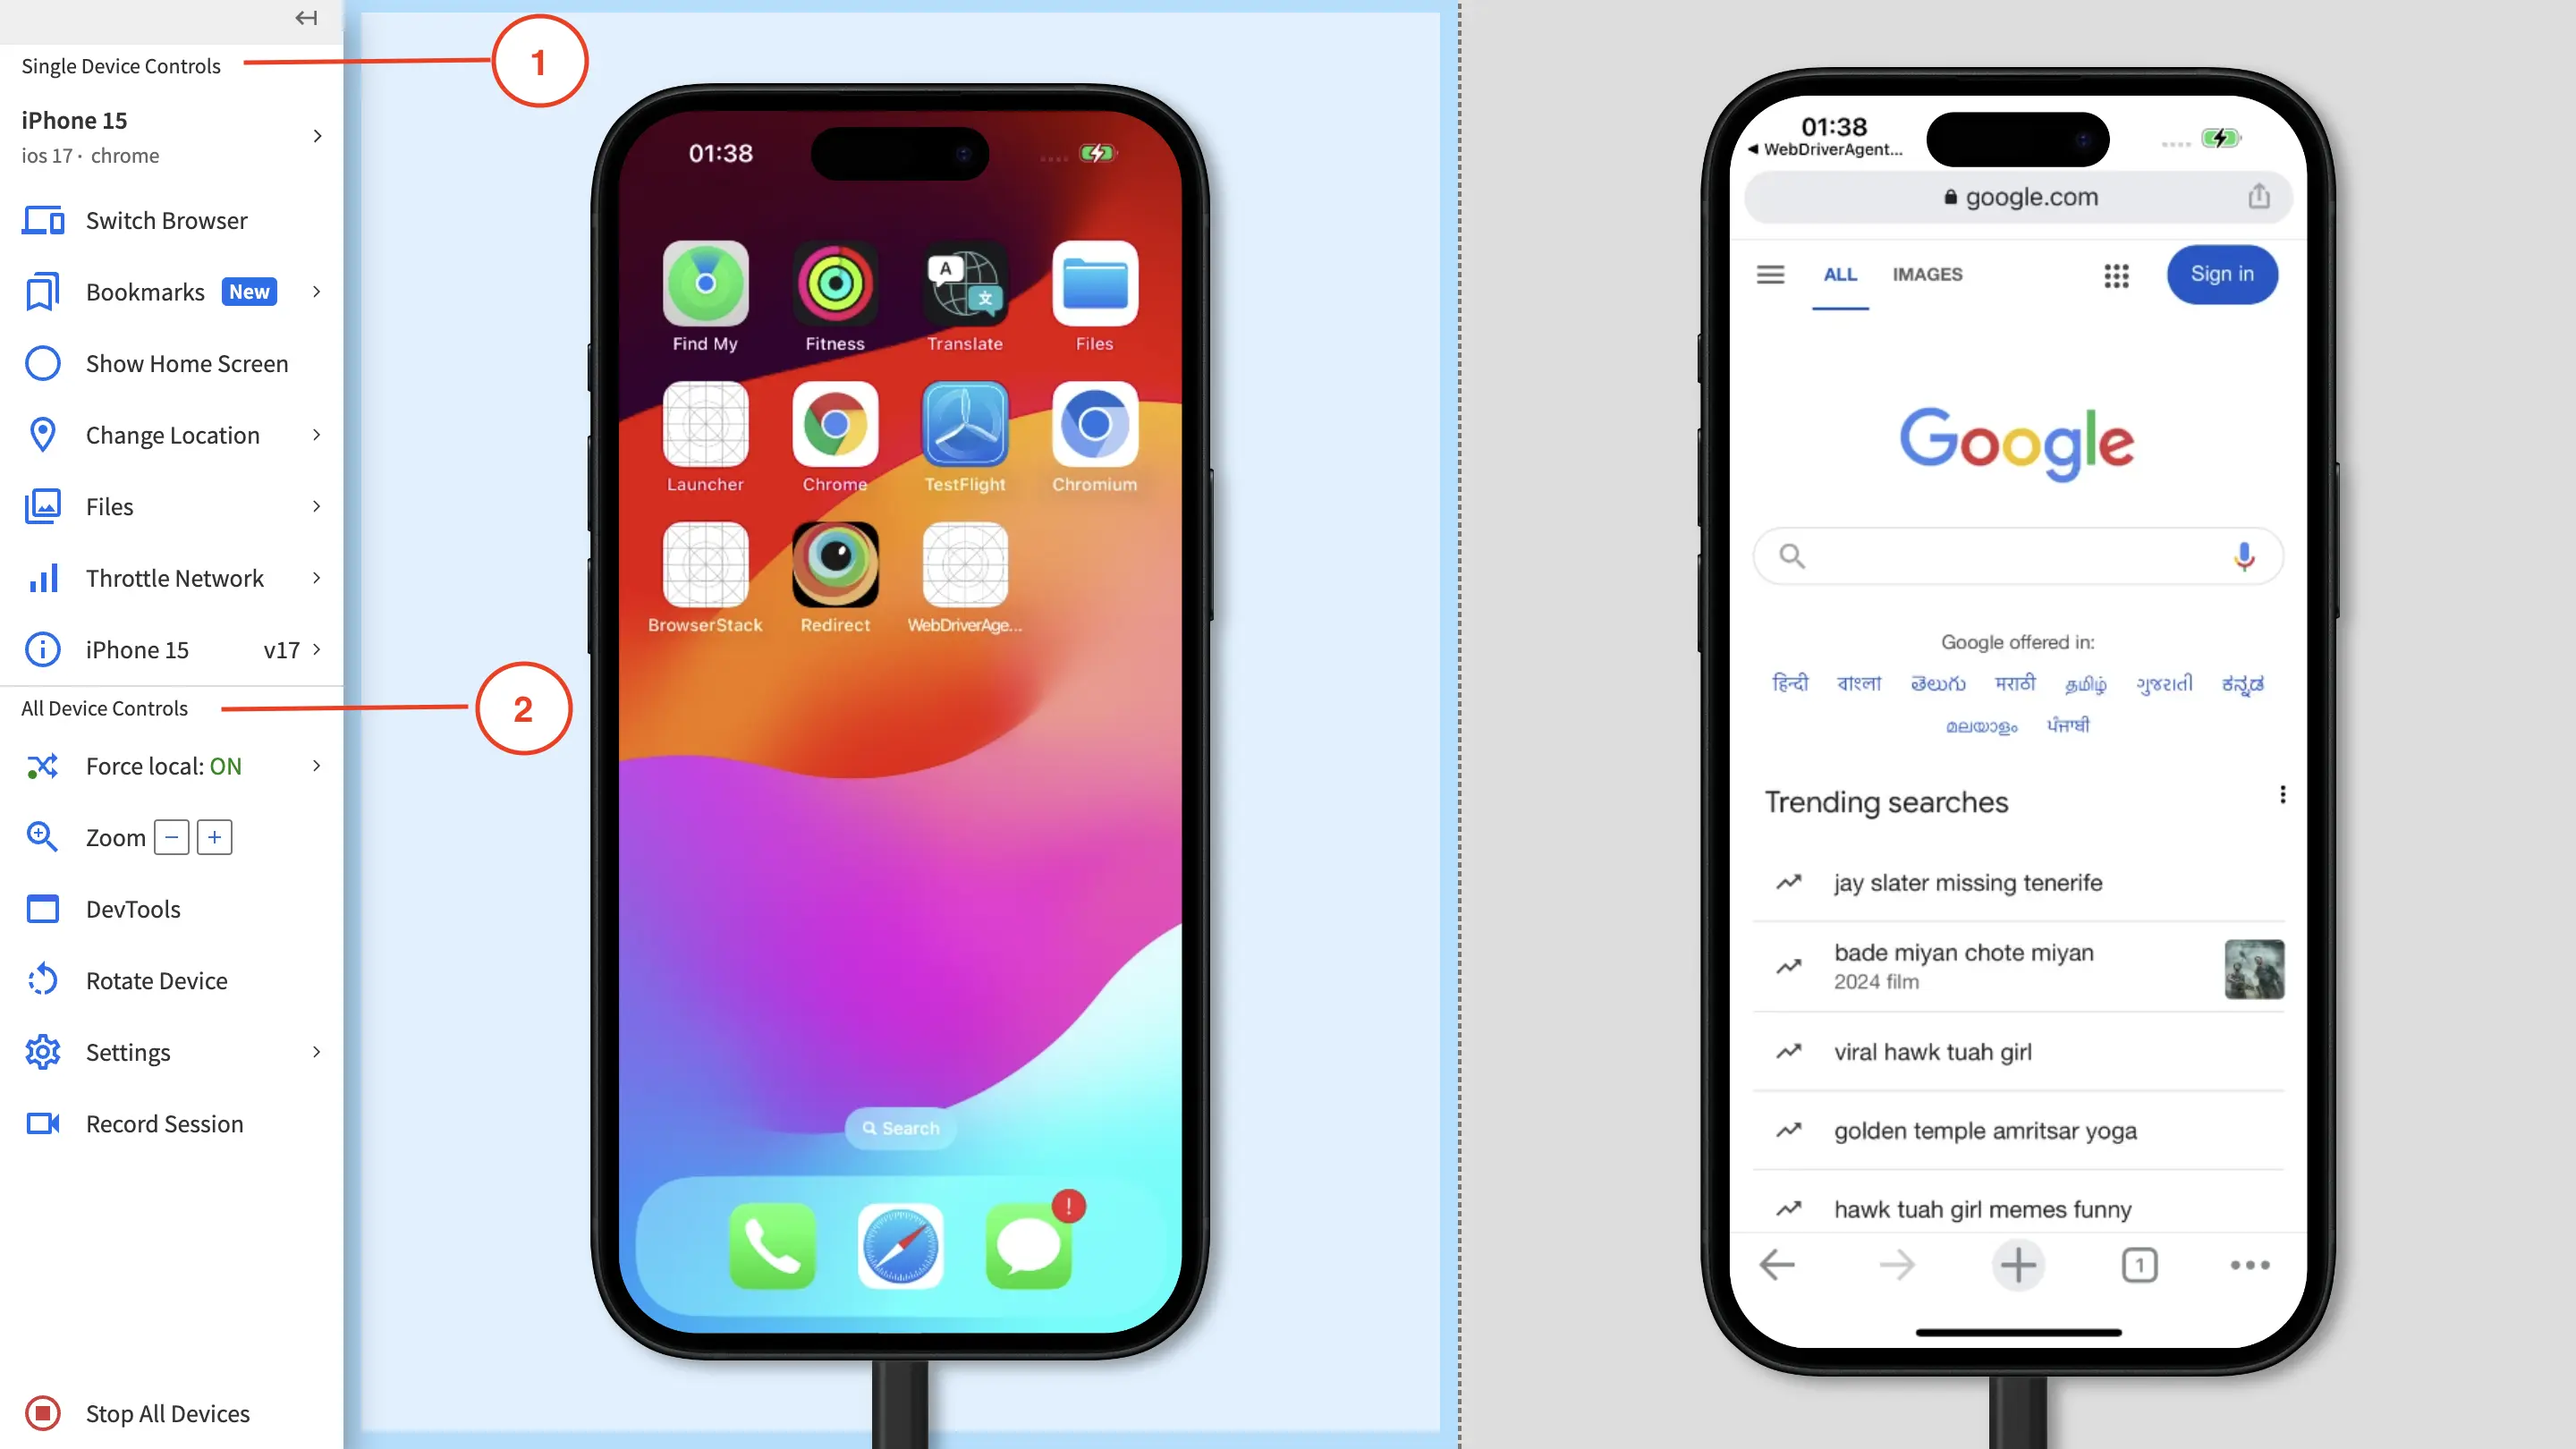 Single Device Controls
1
iPhone 15
ios 17 · chrome
Switch Browser
Bookmarks New
Show Home Screen
Change Location
Files
Throttle Network
iPhone 15 v17
All Device Controls
2
Force local: ON
Zoom − +
DevTools
Rotate Device
Settings
Record Session
Stop All Devices
01:38
A
文
Find My Fitness Translate Files
Launcher Chrome TestFlight Chromium
BrowserStack Redirect WebDriverAge...
Search
!
01:38
WebDriverAgent...
google.com
ALL IMAGES Sign in
Google
Google offered in:
हिन्दी বাংলা తెలుగు मराठी தமிழ் ગુજરાતી ಕನ್ನಡ
മലയാളം ਪੰਜਾਬੀ
Trending searches
jay slater missing tenerife
bade miyan chote miyan
2024 film
viral hawk tuah girl
golden temple amritsar yoga
hawk tuah girl memes funny
1